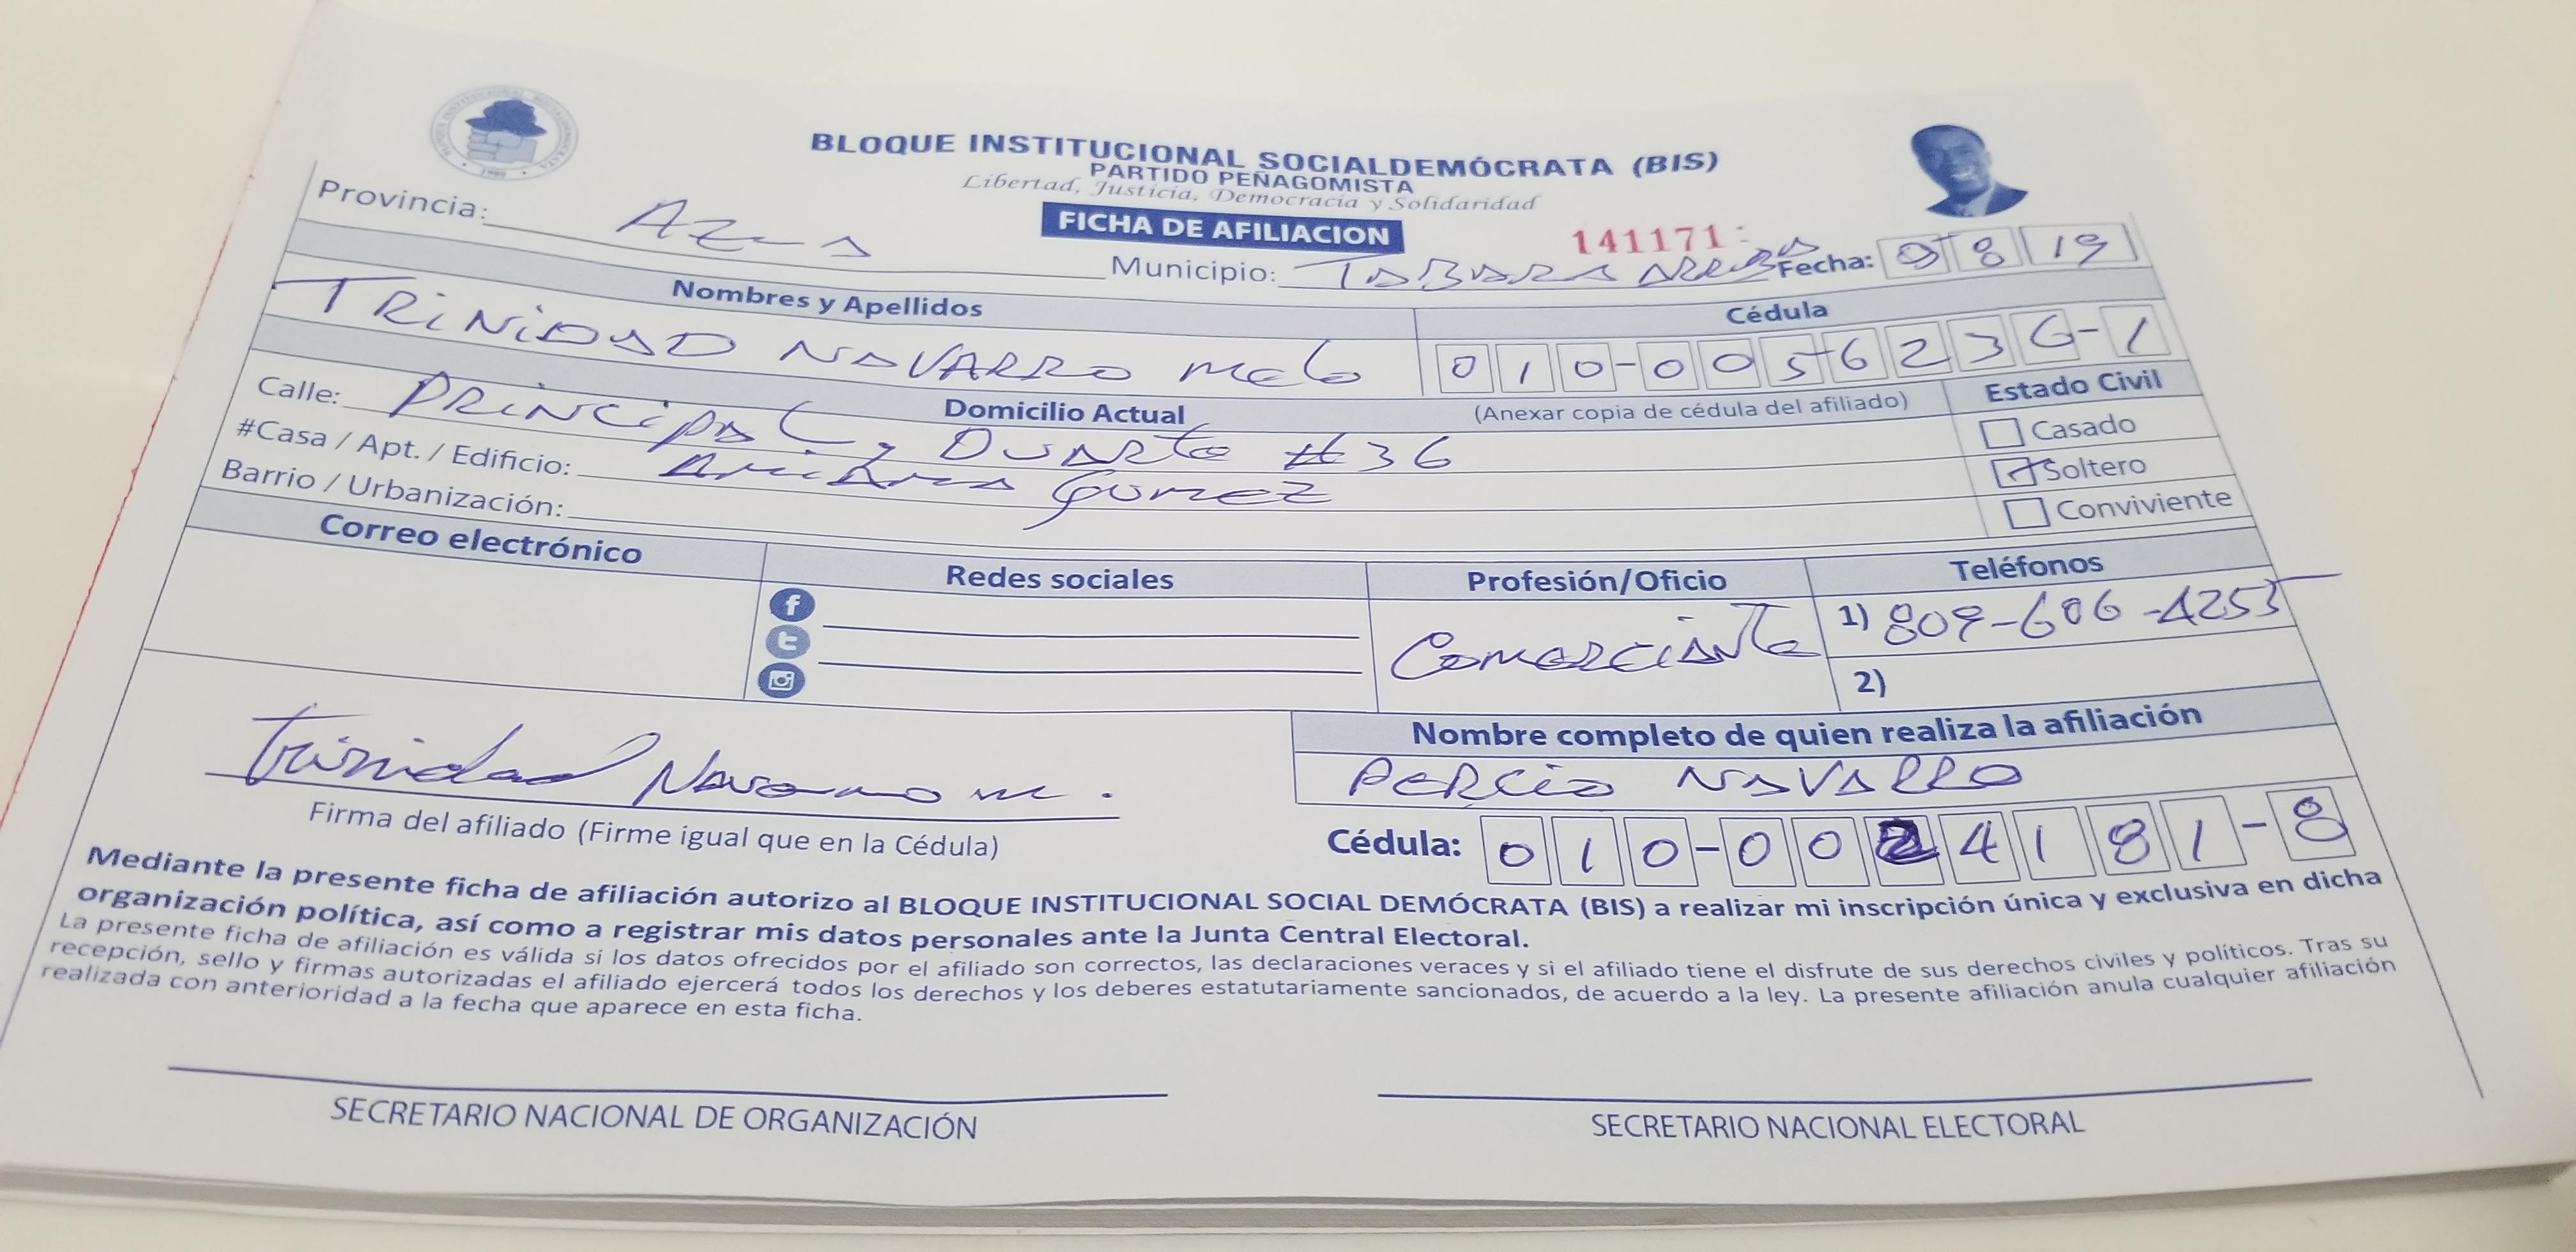 BLOQUE INSTITUCIONAL SOCIALDEMÓCRATA (BIS)
PARTIDO PEÑAGOMISTA
Libertad, Justicia, Democracia y Solidaridad
FICHA DE AFILIACION
141171
Provincia: AZUA
Municipio: TABARA ARRIBA Fecha: 9 8 19
Nombres y Apellidos Cédula
TRINIDAD NAVARRO MELO 010-0056236-1
Domicilio Actual (Anexar copia de cédula del afiliado) Estado Civil
Calle: PRINCIPAL, DUARTE #36
Casado
#Casa / Apt. / Edificio: GOMEZ
Soltero
Barrio / Urbanización:
Conviviente
Correo electrónico Redes sociales Profesión/Oficio Teléfonos
COMERCIANTE 1) 809-606-4255
2)
Nombre completo de quien realiza la afiliación
Trinidad Navarro m. PERCIO NAVARRO
Firma del afiliado (Firme igual que en la Cédula) Cédula: 010-0024181-8
Mediante la presente ficha de afiliación autorizo al BLOQUE INSTITUCIONAL SOCIAL DEMÓCRATA (BIS) a realizar mi inscripción única y exclusiva en dicha
organización política, así como a registrar mis datos personales ante la Junta Central Electoral.
La presente ficha de afiliación es válida si los datos ofrecidos por el afiliado son correctos, las declaraciones veraces y si el afiliado tiene el disfrute de sus derechos civiles y políticos. Tras su
recepción, sello y firmas autorizadas el afiliado ejercerá todos los derechos y los deberes estatutariamente sancionados, de acuerdo a la ley. La presente afiliación anula cualquier afiliación
realizada con anterioridad a la fecha que aparece en esta ficha.
SECRETARIO NACIONAL DE ORGANIZACIÓN SECRETARIO NACIONAL ELECTORAL